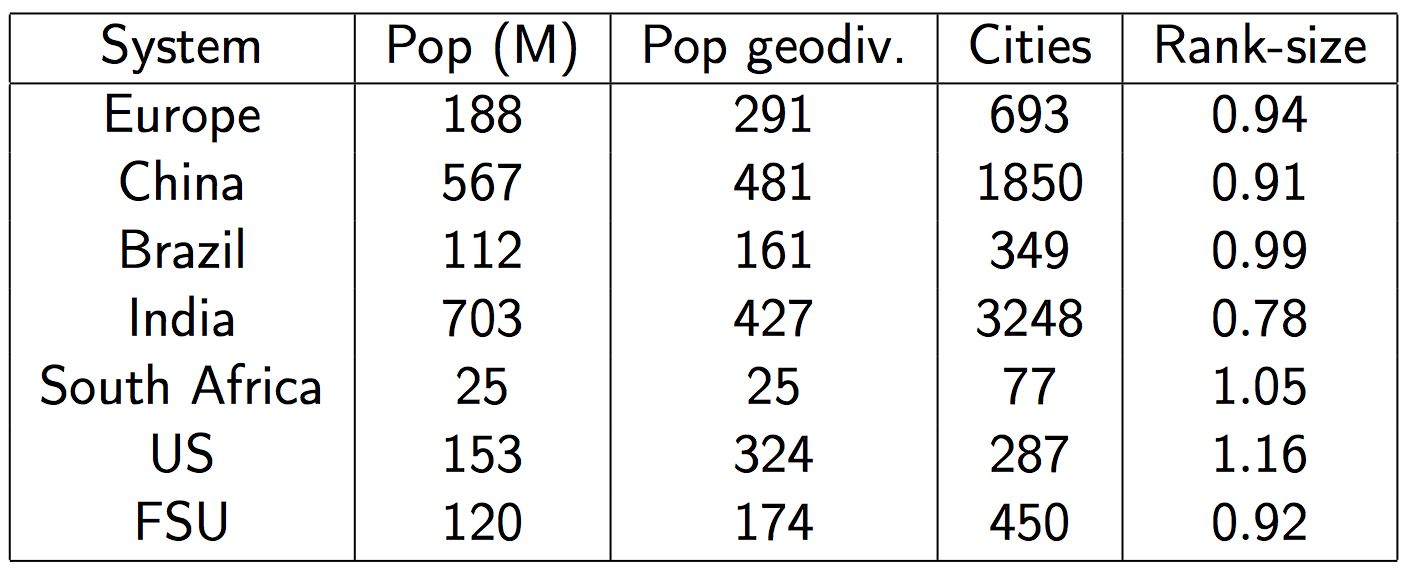 System Pop (M) Pop geodiv. Cities Rank-size
Europe 188 291 693 0.94
China 567 481 1850 0.91
Brazil 112 161 349 0.99
India 703 427 3248 0.78
South Africa 25 25 77 1.05
US 153 324 287 1.16
FSU 120 174 450 0.92